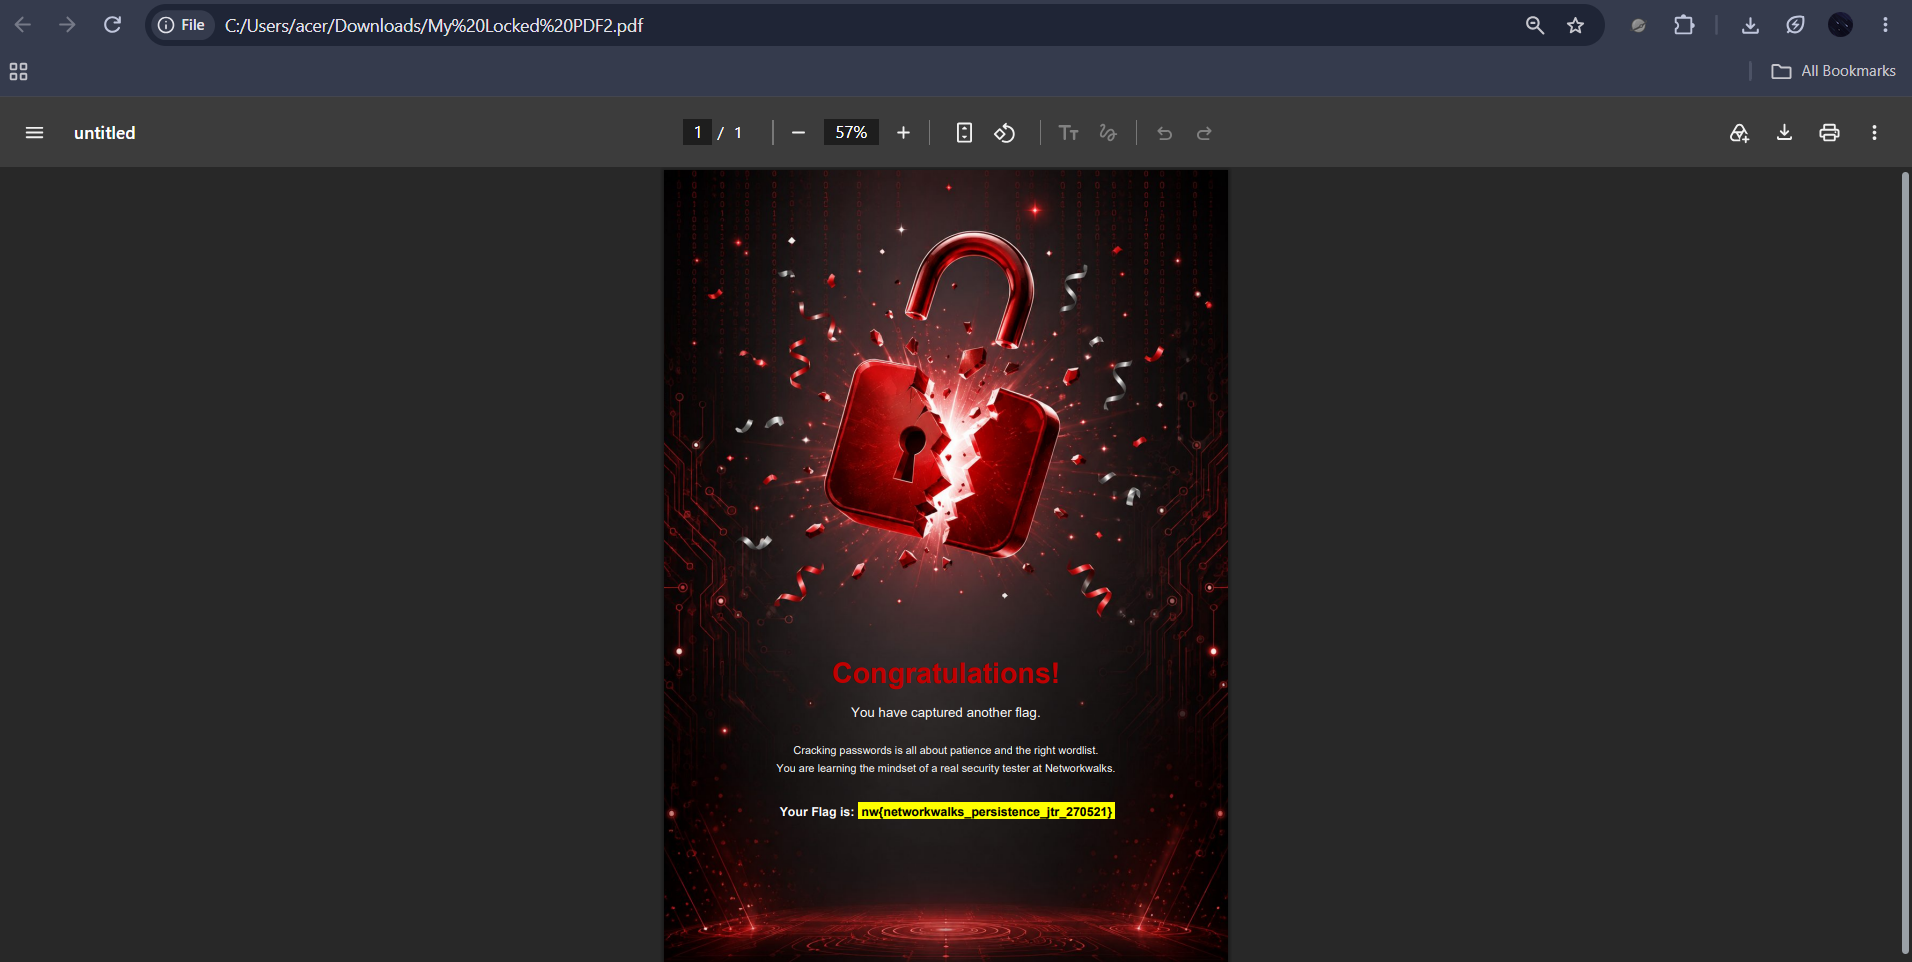 File
C:/Users/acer/Downloads/My%20Locked%20PDF2.pdf
All Bookmarks
untitled
1 / 1
57%
Congratulations!
You have captured another flag.
Cracking passwords is all about patience and the right wordlist.
You are learning the mindset of a real security tester at Networkwalks.
Your Flag is: nw{networkwalks_persistence_jtr_270521}